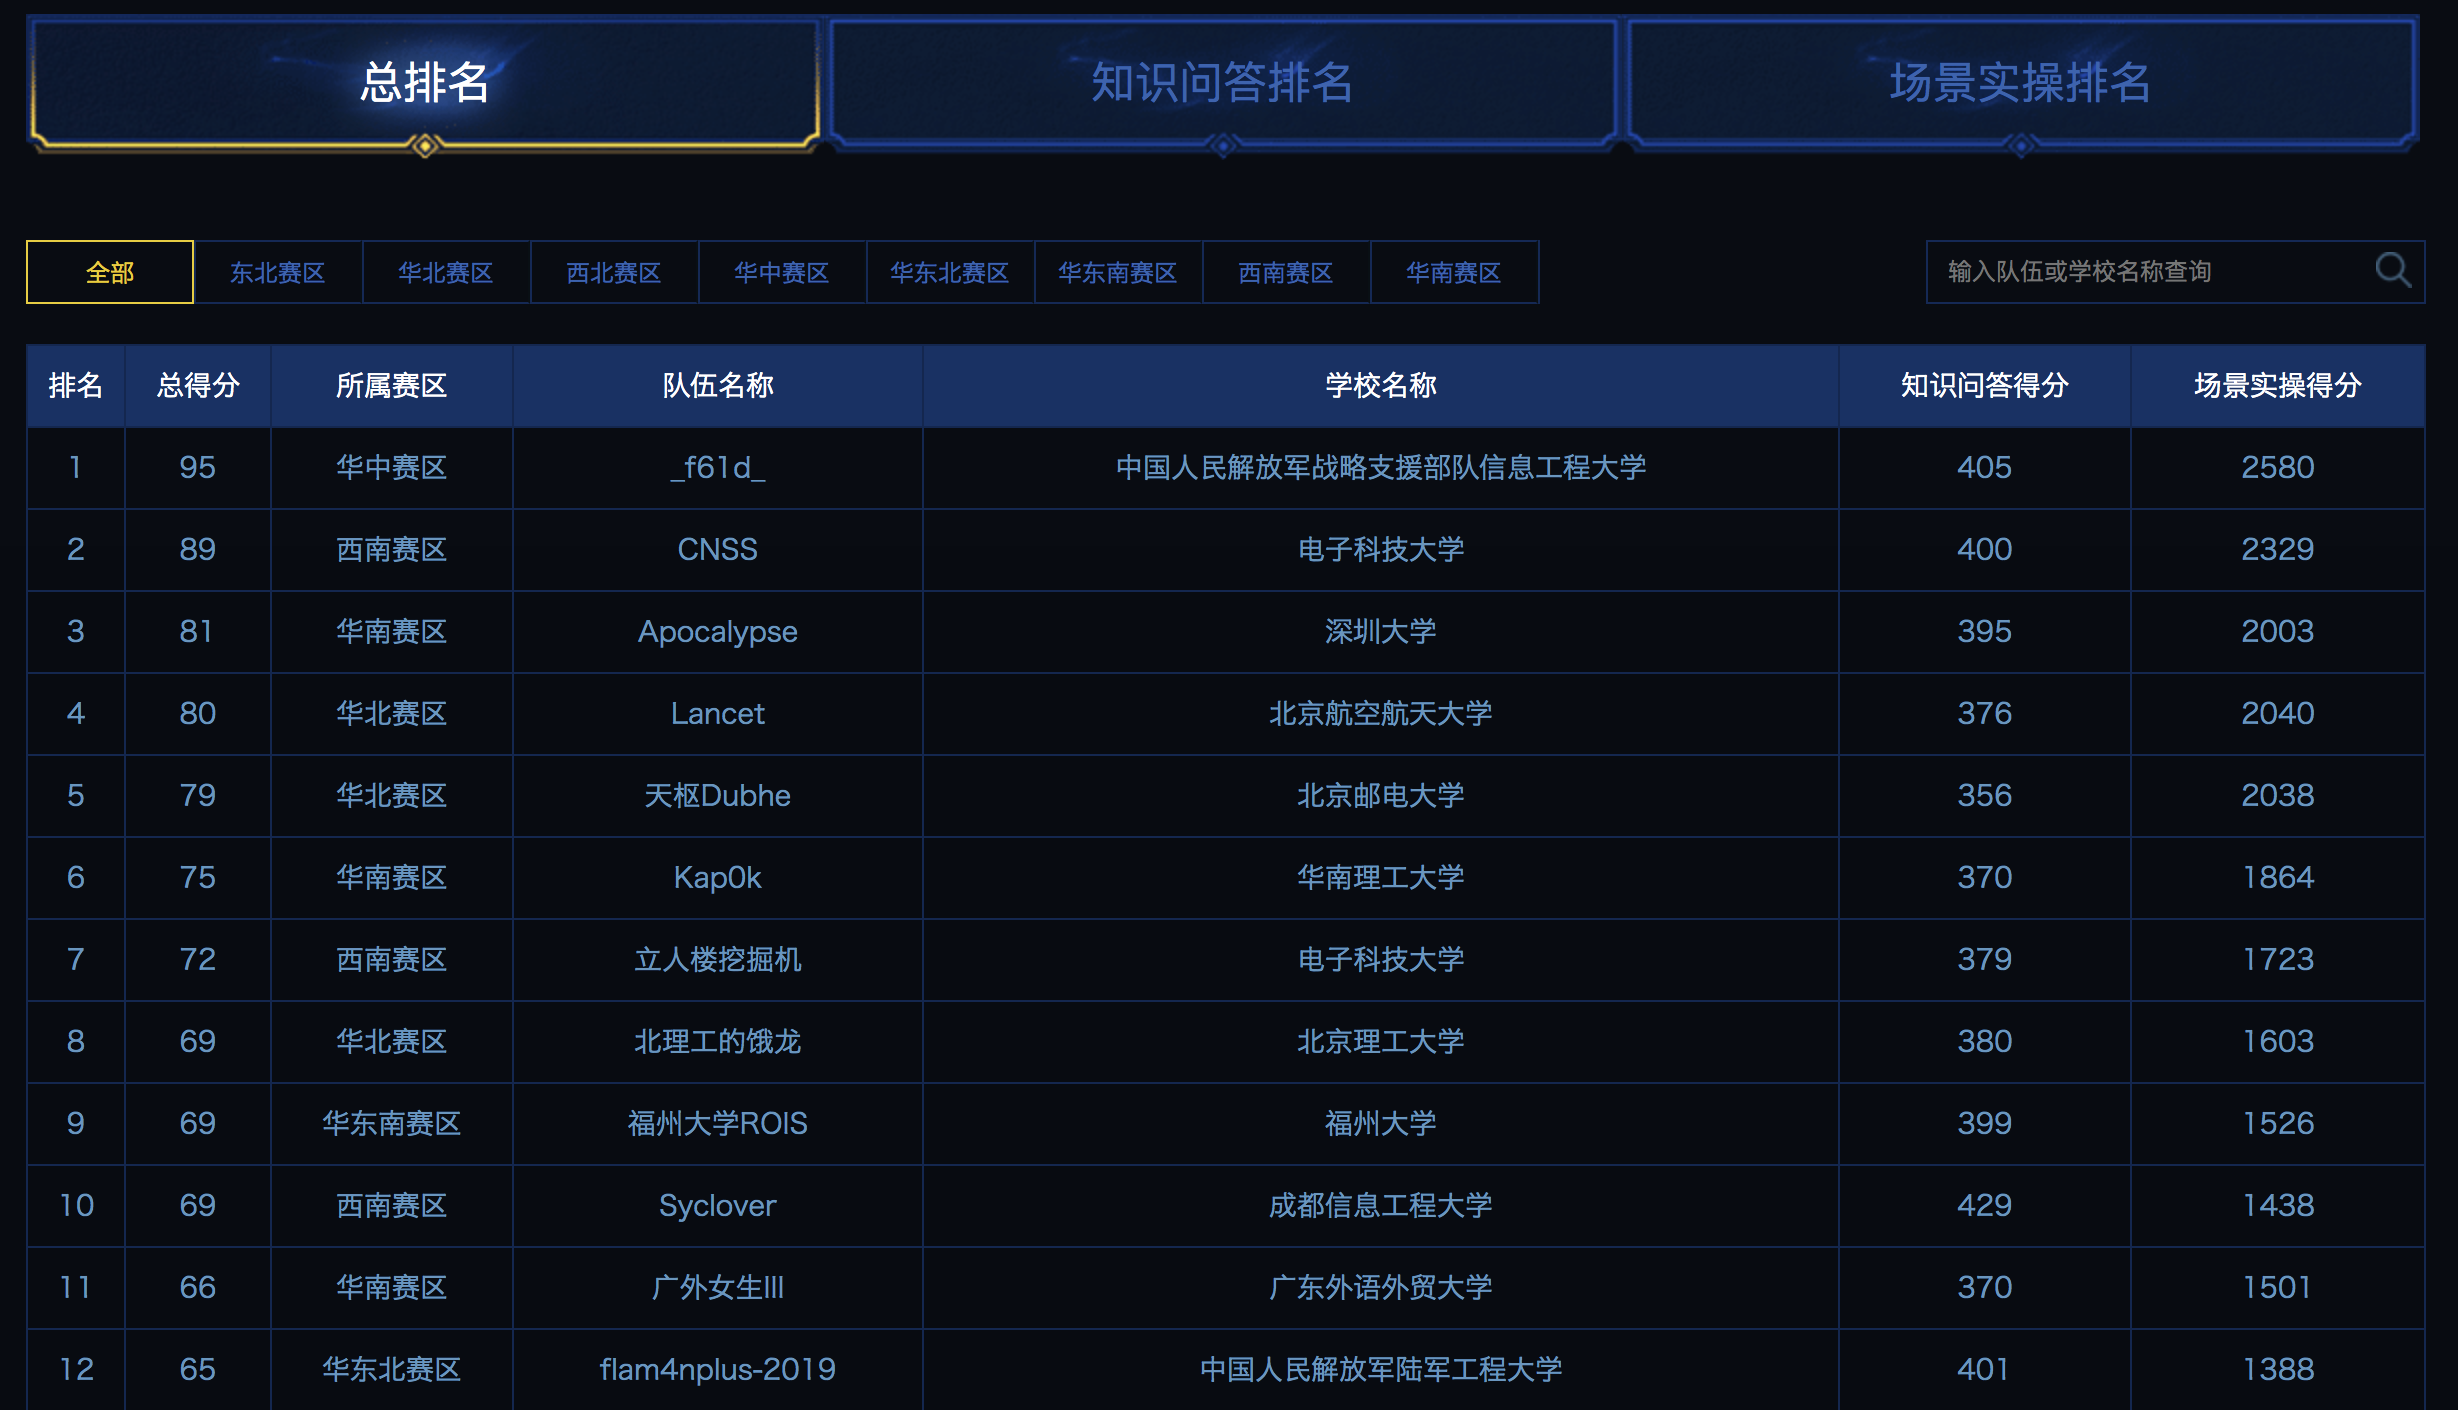 总排名 知识问答排名 场景实操排名
全部 东北赛区 华北赛区 西北赛区 华中赛区 华东北赛区 华东南赛区 西南赛区 华南赛区 输入队伍或学校名称查询
排名 总得分 所属赛区 队伍名称 学校名称 知识问答得分 场景实操得分
1 95 华中赛区 _f61d_ 中国人民解放军战略支援部队信息工程大学 405 2580
2 89 西南赛区 CNSS 电子科技大学 400 2329
3 81 华南赛区 Apocalypse 深圳大学 395 2003
4 80 华北赛区 Lancet 北京航空航天大学 376 2040
5 79 华北赛区 天枢Dubhe 北京邮电大学 356 2038
6 75 华南赛区 Kap0k 华南理工大学 370 1864
7 72 西南赛区 立人楼挖掘机 电子科技大学 379 1723
8 69 华北赛区 北理工的饿龙 北京理工大学 380 1603
9 69 华东南赛区 福州大学ROIS 福州大学 399 1526
10 69 西南赛区 Syclover 成都信息工程大学 429 1438
11 66 华南赛区 广外女生lll 广东外语外贸大学 370 1501
12 65 华东北赛区 flam4nplus-2019 中国人民解放军陆军工程大学 401 1388